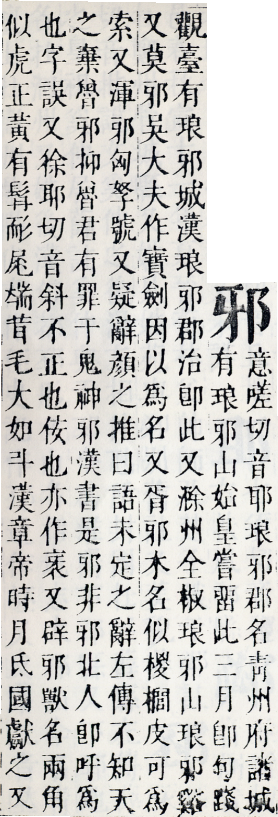 邪
意嗟切音耶琅邪郡名青州府諸城
有琅邪山始皇嘗畱此三月卽句踐
觀臺有琅邪城漢琅邪郡治卽此又滁州全椒琅邪山琅邪谿
又莫邪吳大夫作寶劍因以爲名又胥邪木名似椶櫚皮可爲
索又渾邪匈孥號又疑辭顏之推曰語未定之辭左傳不知天
之棄魯邪抑魯君有罪于鬼神邪漢書是邪非邪北人卽呼爲
也字誤又徐耶切音斜不正也佞也亦作衺又辟邪獸名兩角
似虎正黃有髯耏尾端茸毛大如斗漢章帝時月氏國獻之又